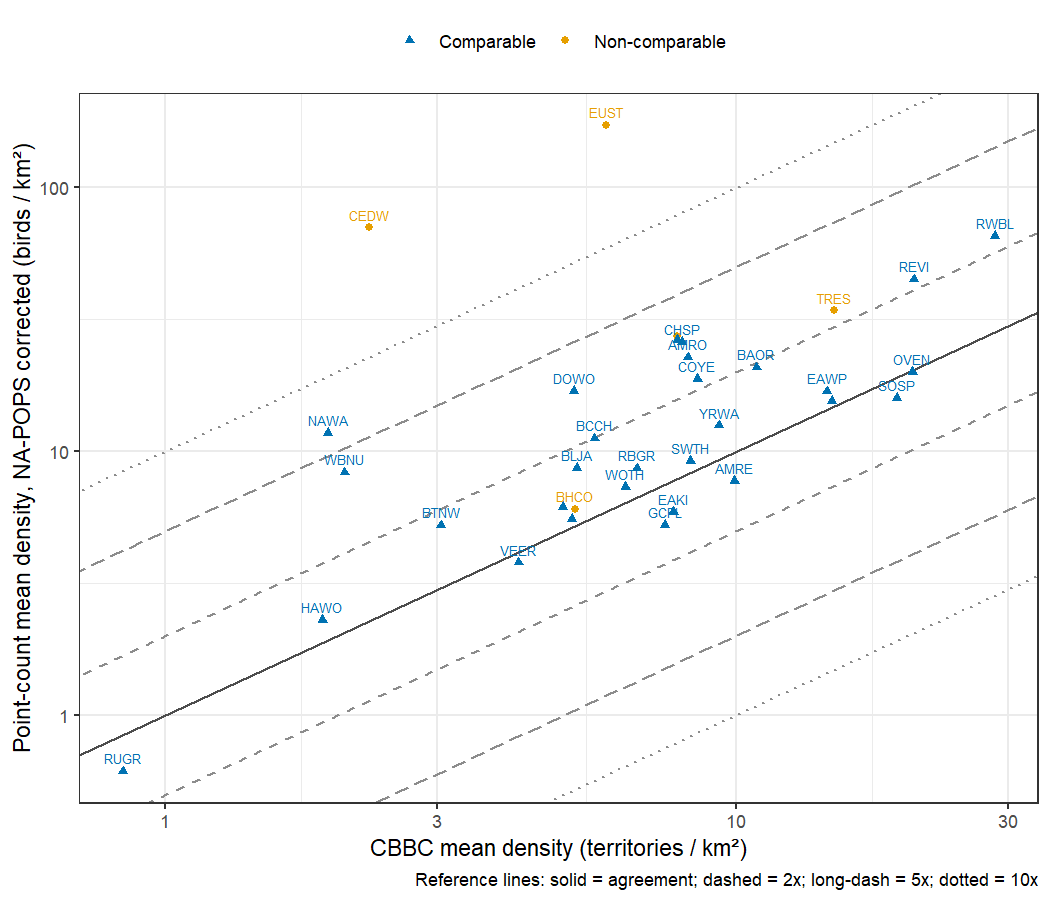 Comparable Non-comparable
Point-count mean density, NA-POPS corrected (birds / km²)
100
10
1
EUST
CEDW
RWBL
REVI
TRES
CHSP
AMRO
BAOR
COYE
OVEN
DOWO
EAWP
SOSP
NAWA
YRWA
BCCH
WBNU
BLJA
RBGR
SWTH
WOTH
AMRE
BHCO
EAKI
BTNW
GCFL
VEER
HAWO
RUGR
1 3 10 30
CBBC mean density (territories / km²)
Reference lines: solid = agreement; dashed = 2x; long-dash = 5x; dotted = 10x